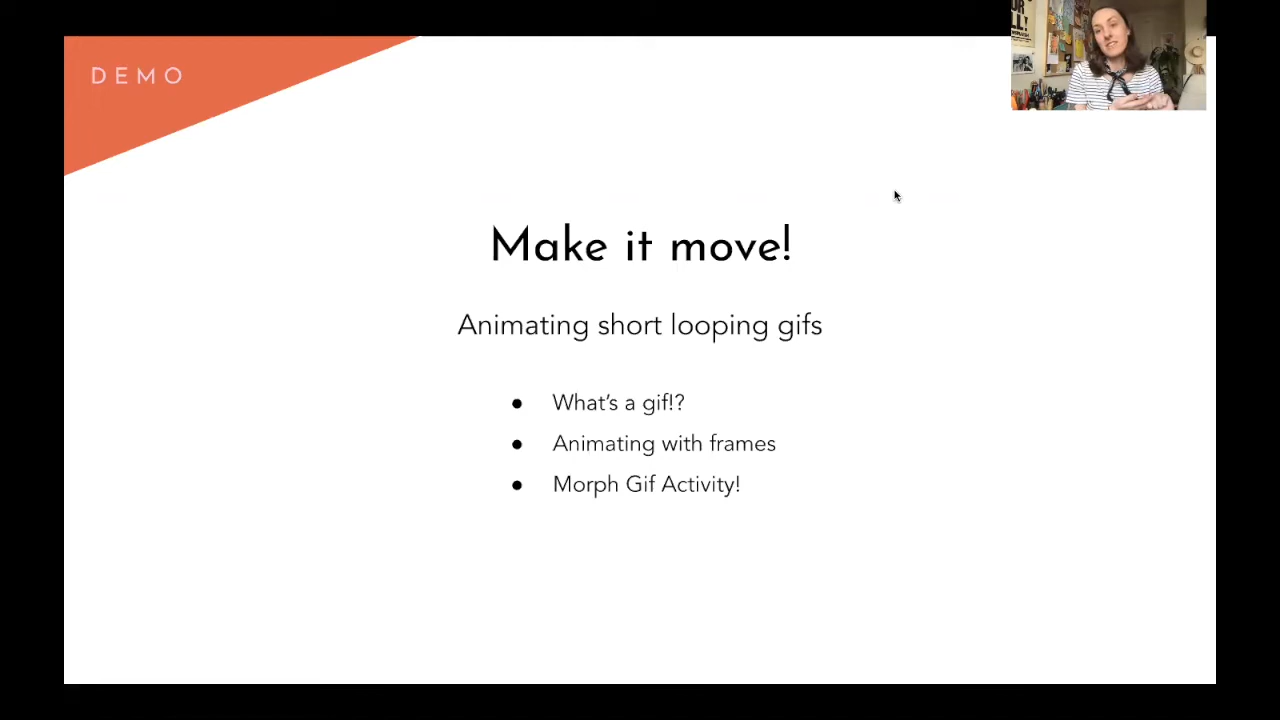 DEMO
Make it move!
Animating short looping gifs
● What's a gif!?
● Animating with frames
● Morph Gif Activity!